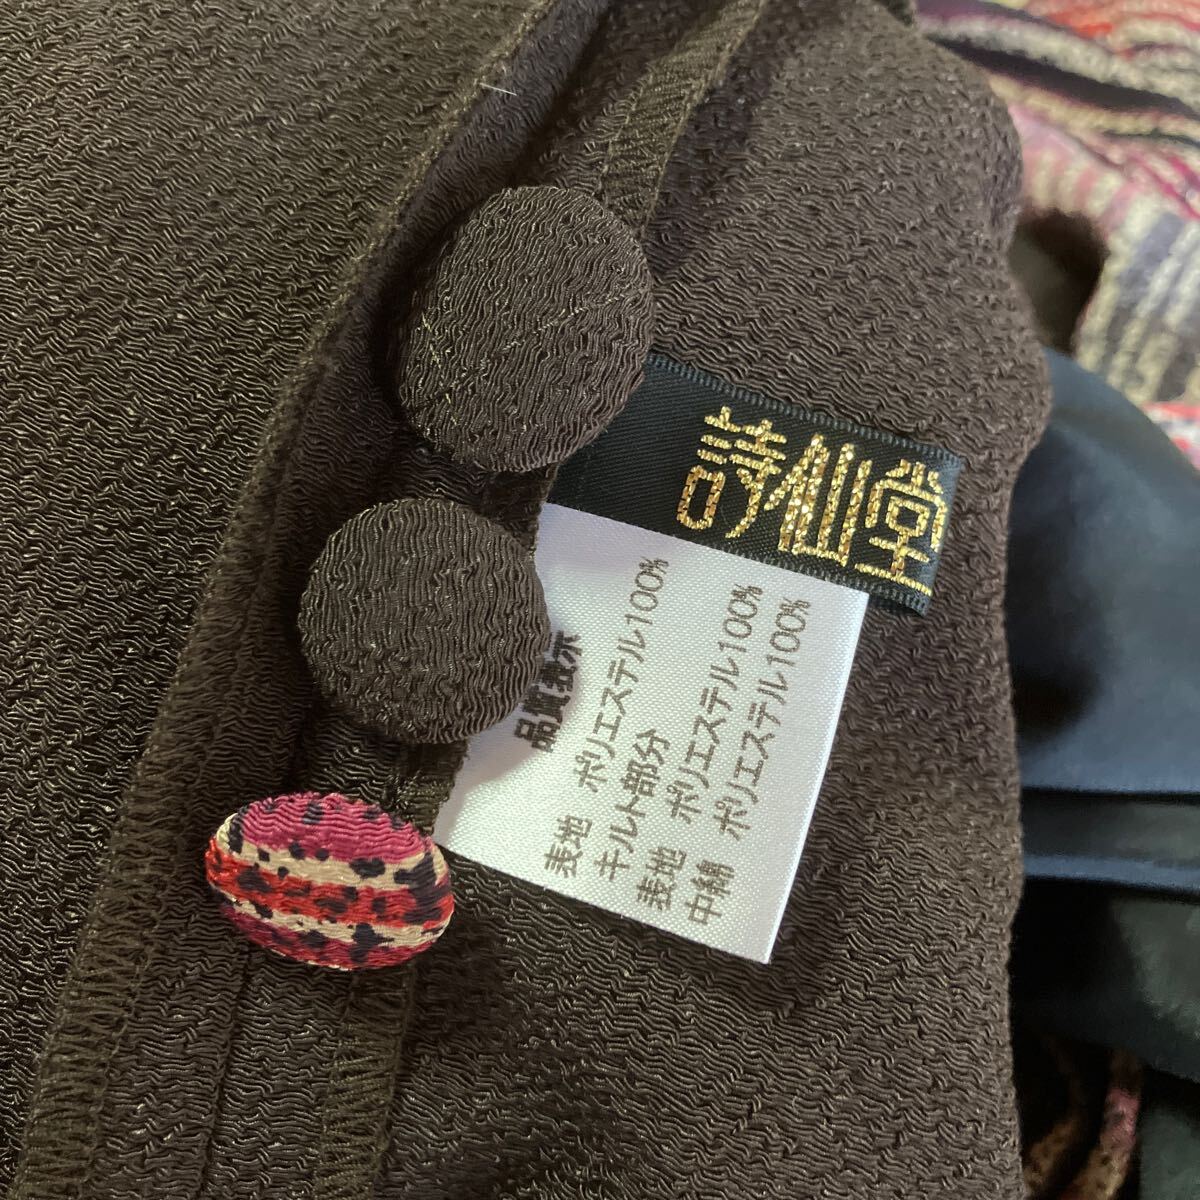 詩仙堂
品質表示
表地 ポリエステル100%
キルト部分
表地 ポリエステル100%
中綿 ポリエステル100%